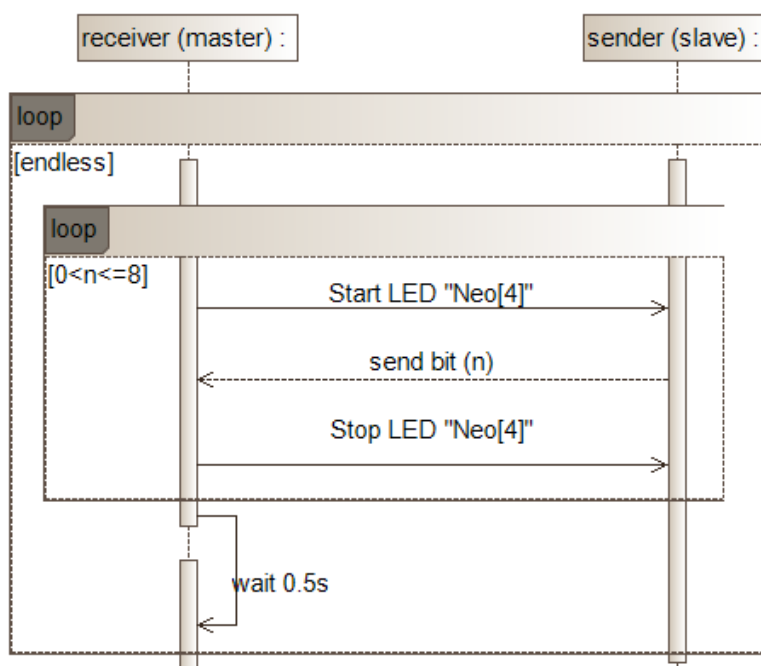 receiver (master) :
sender (slave) :
loop
[endless]
loop
[0<n<=8]
Start LED "Neo[4]"
send bit (n)
Stop LED "Neo[4]"
wait 0.5s